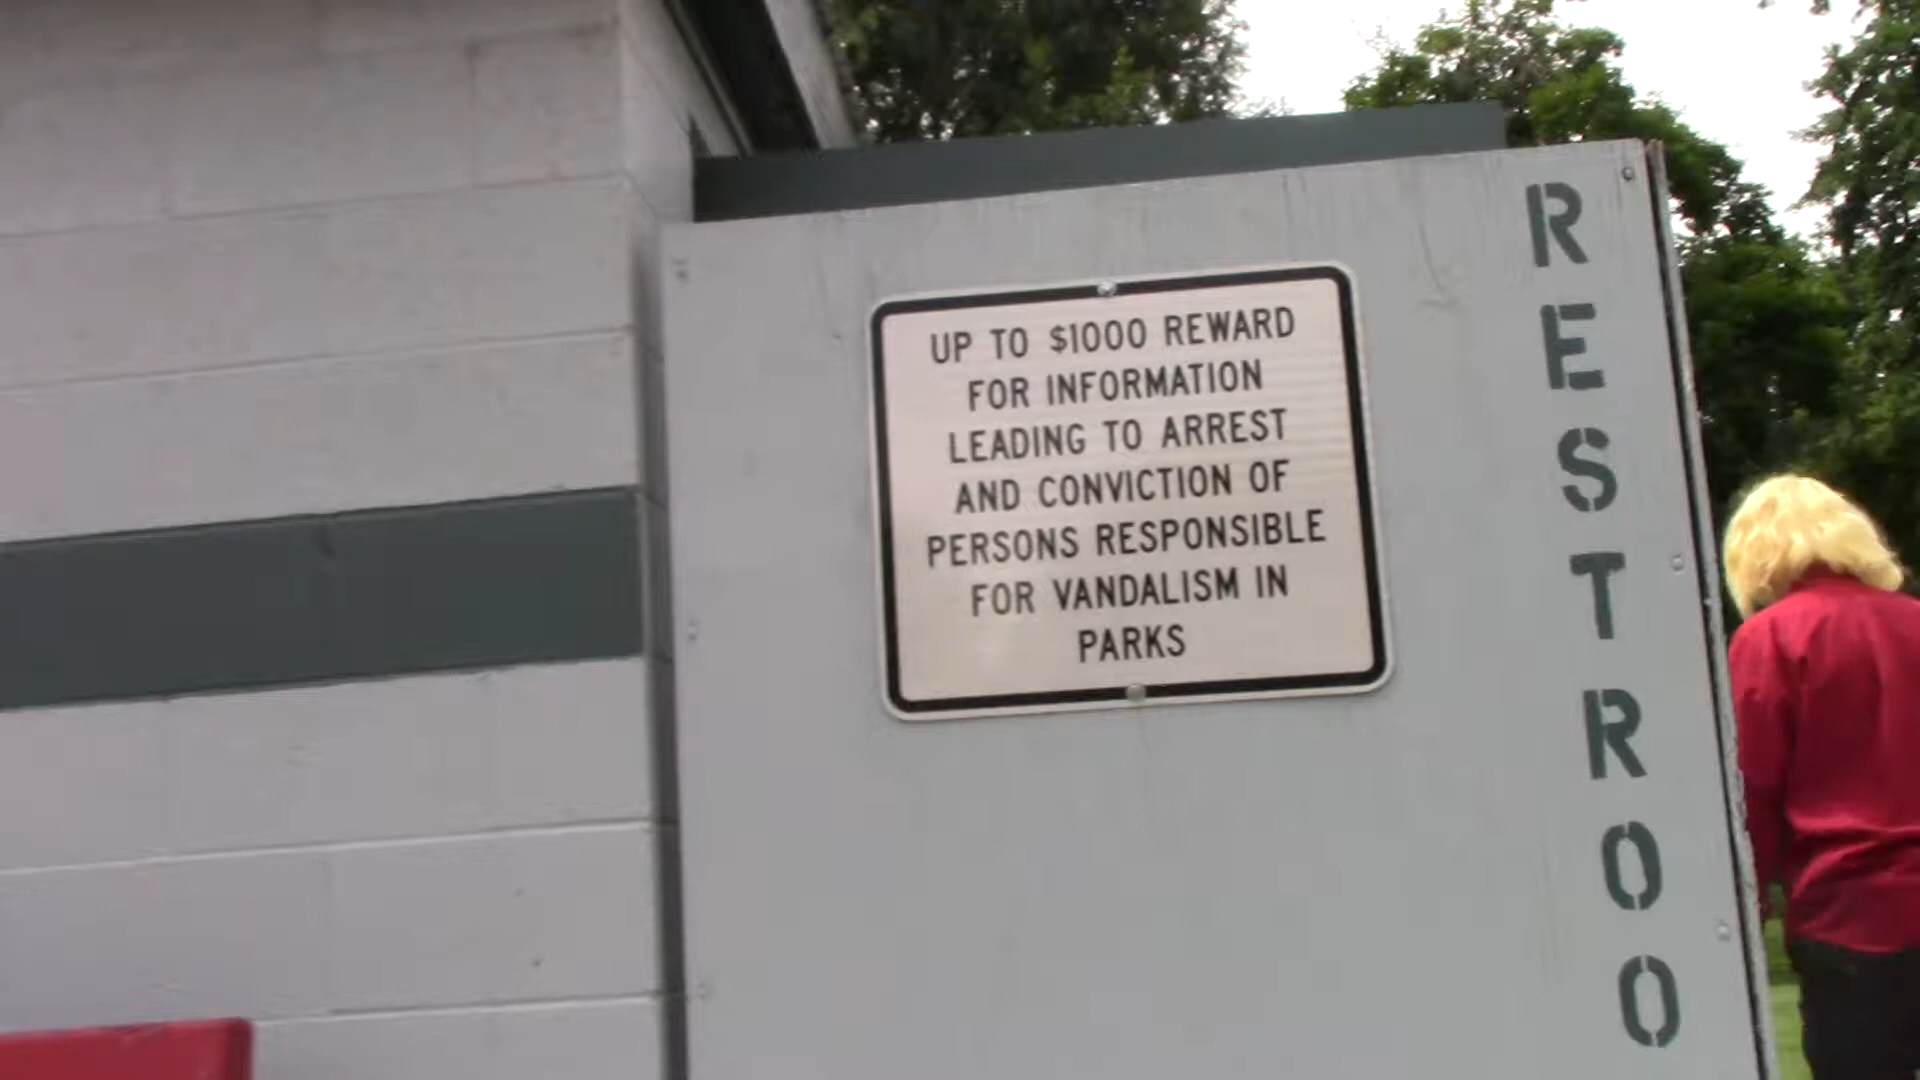 UP TO $1000 REWARD
FOR INFORMATION
LEADING TO ARREST
AND CONVICTION OF
PERSONS RESPONSIBLE
FOR VANDALISM IN
PARKS
RESTROO